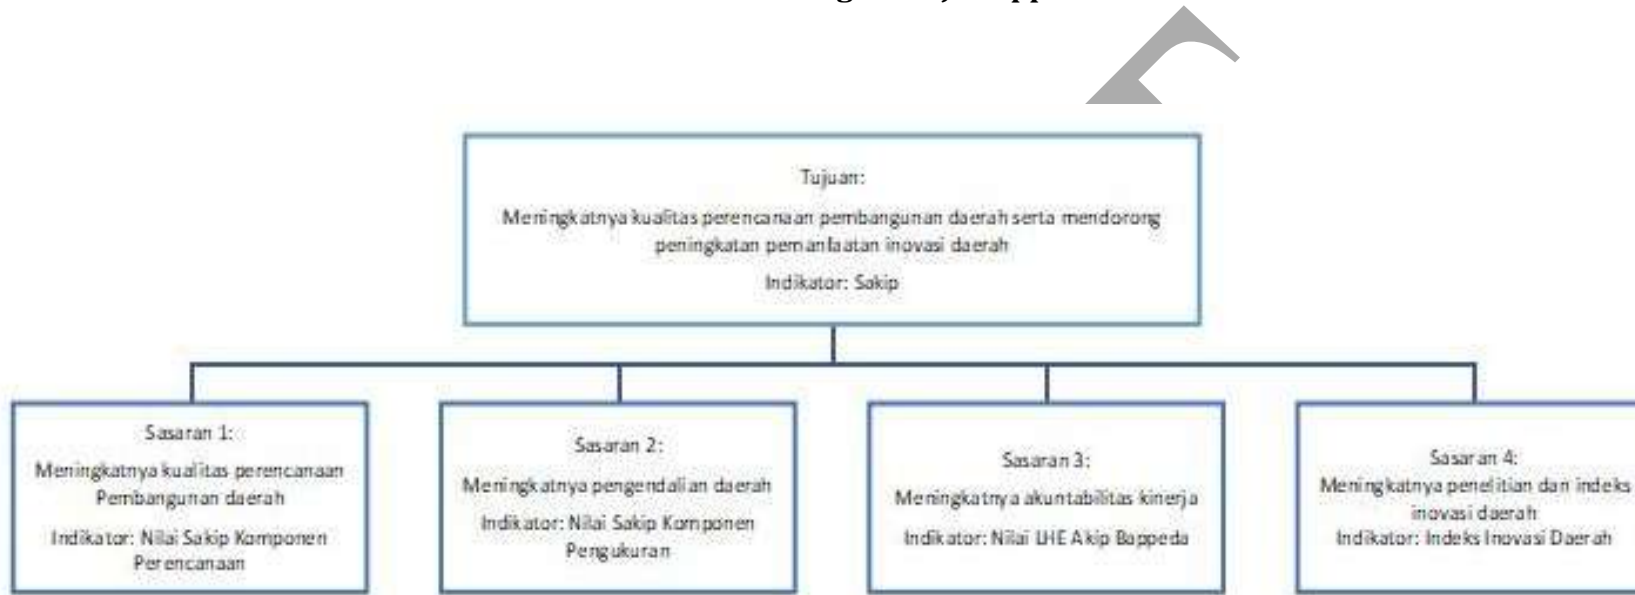 Tujuan:
Meningkatnya kualitas perencanaan pembangunan daerah serta mendorong
peningkatan pemanfaatan inovasi daerah
Indikator: Sakip
Sasaran 1:
Meningkatnya kualitas perencanaan
Pembangunan daerah
Indikator: Nilai Sakip Komponen
Perencanaan
Sasaran 2:
Meningkatnya pengendalian daerah
Indikator: Nilai Sakip Komponen
Pengukuran
Sasaran 3:
Meningkatnya akuntabilitas kinerja
Indikator: Nilai LHE Akip Bappeda
Sasaran 4:
Meningkatnya penelitian dan indeks
inovasi daerah
Indikator: Indeks Inovasi Daerah